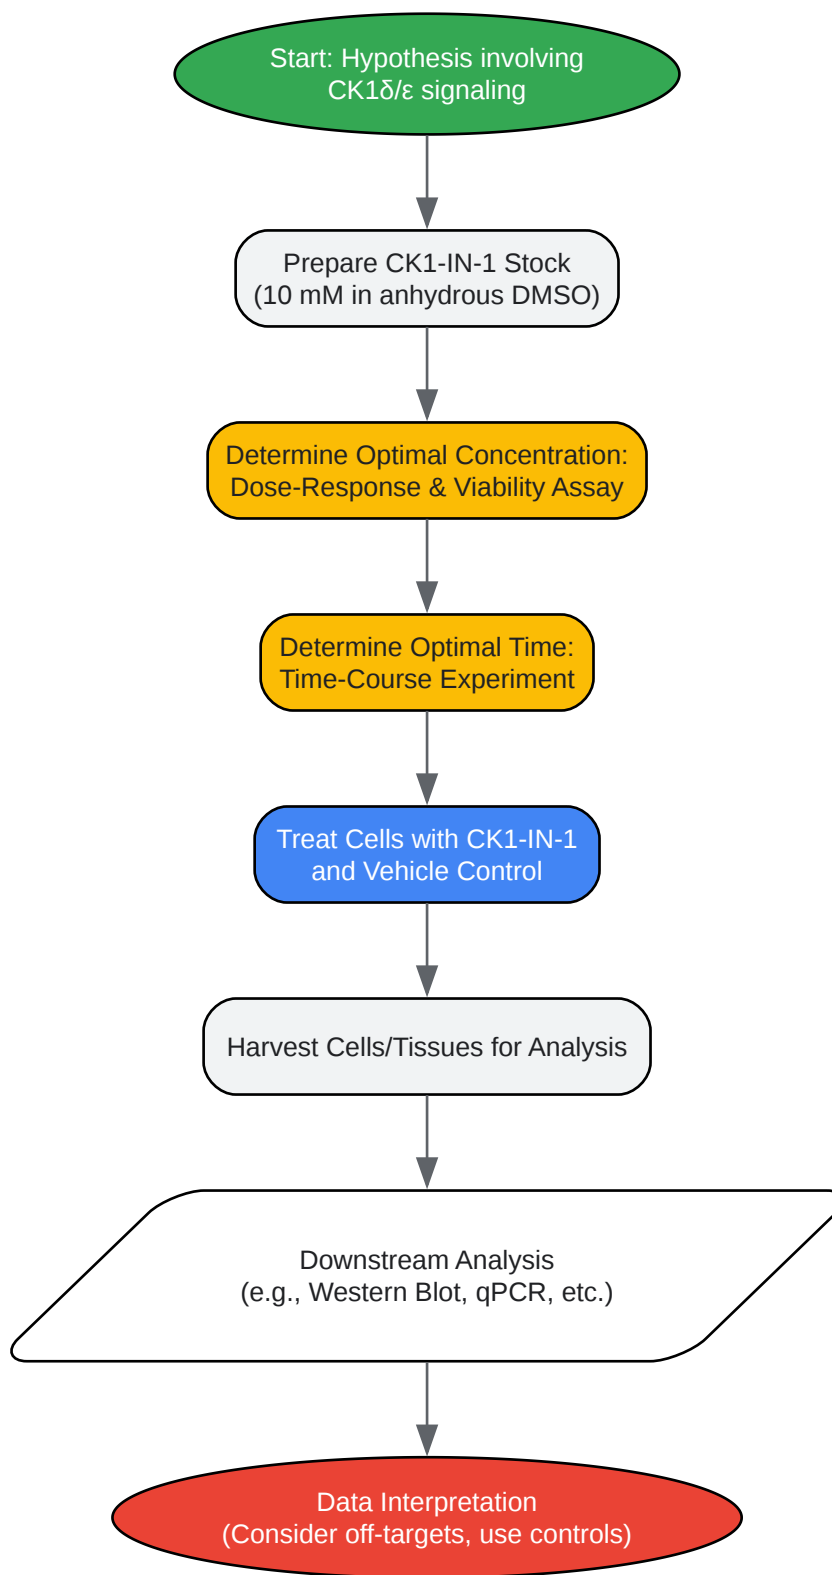 Start: Hypothesis involving
CK1δ/ε signaling
Prepare CK1-IN-1 Stock
(10 mM in anhydrous DMSO)
Determine Optimal Concentration:
Dose-Response & Viability Assay
Determine Optimal Time:
Time-Course Experiment
Treat Cells with CK1-IN-1
and Vehicle Control
Harvest Cells/Tissues for Analysis
Downstream Analysis
(e.g., Western Blot, qPCR, etc.)
Data Interpretation
(Consider off-targets, use controls)